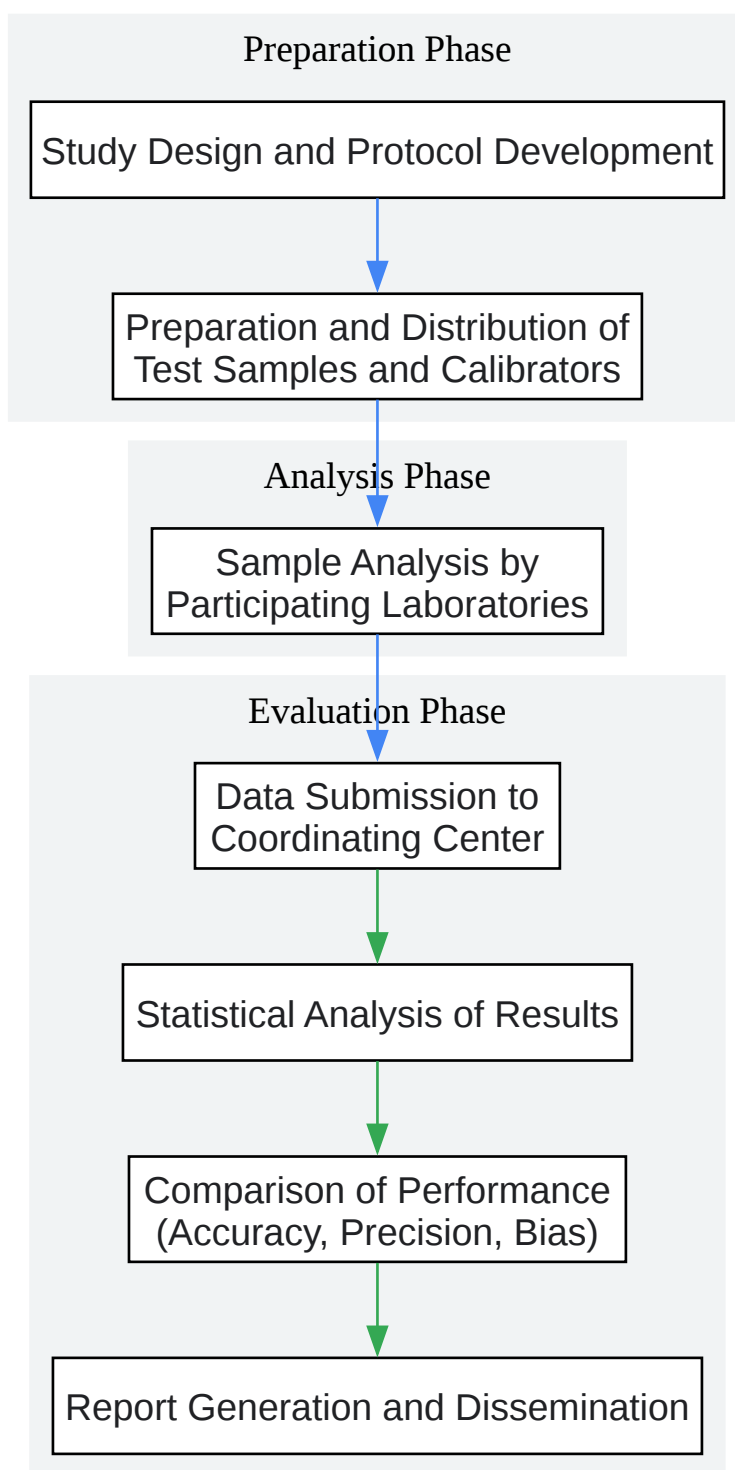 Preparation Phase
Study Design and Protocol Development
Preparation and Distribution of
Test Samples and Calibrators
Analysis Phase
Sample Analysis by
Participating Laboratories
Evaluation Phase
Data Submission to
Coordinating Center
Statistical Analysis of Results
Comparison of Performance
(Accuracy, Precision, Bias)
Report Generation and Dissemination